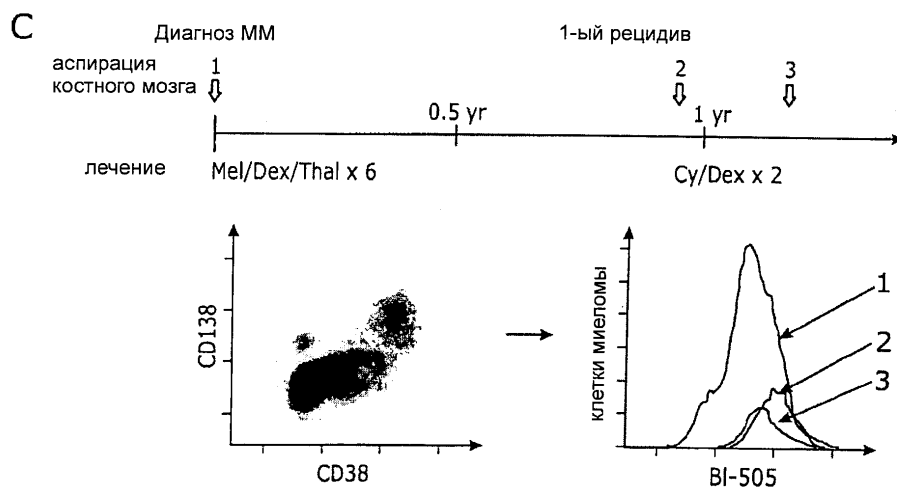 C
Диагноз ММ
1-ый рецидив
аспирация
костного мозга
1
2
3
0.5 yr
1 yr
лечение
Mel/Dex/Thal x 6
Cy/Dex x 2
CD138
CD38
клетки миеломы
1
2
3
BI-505